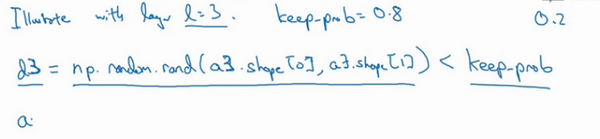 Illustrate with layer l=3. keep-prob=0.8 0.2
d3 = np.random.rand(a3.shape[0], a3.shape[1]) < keep-prob
a